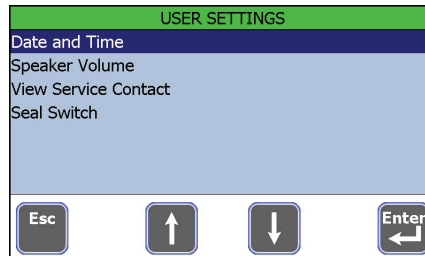 USER SETTINGS
Date and Time
Speaker Volume
View Service Contact
Seal Switch
Esc
Enter